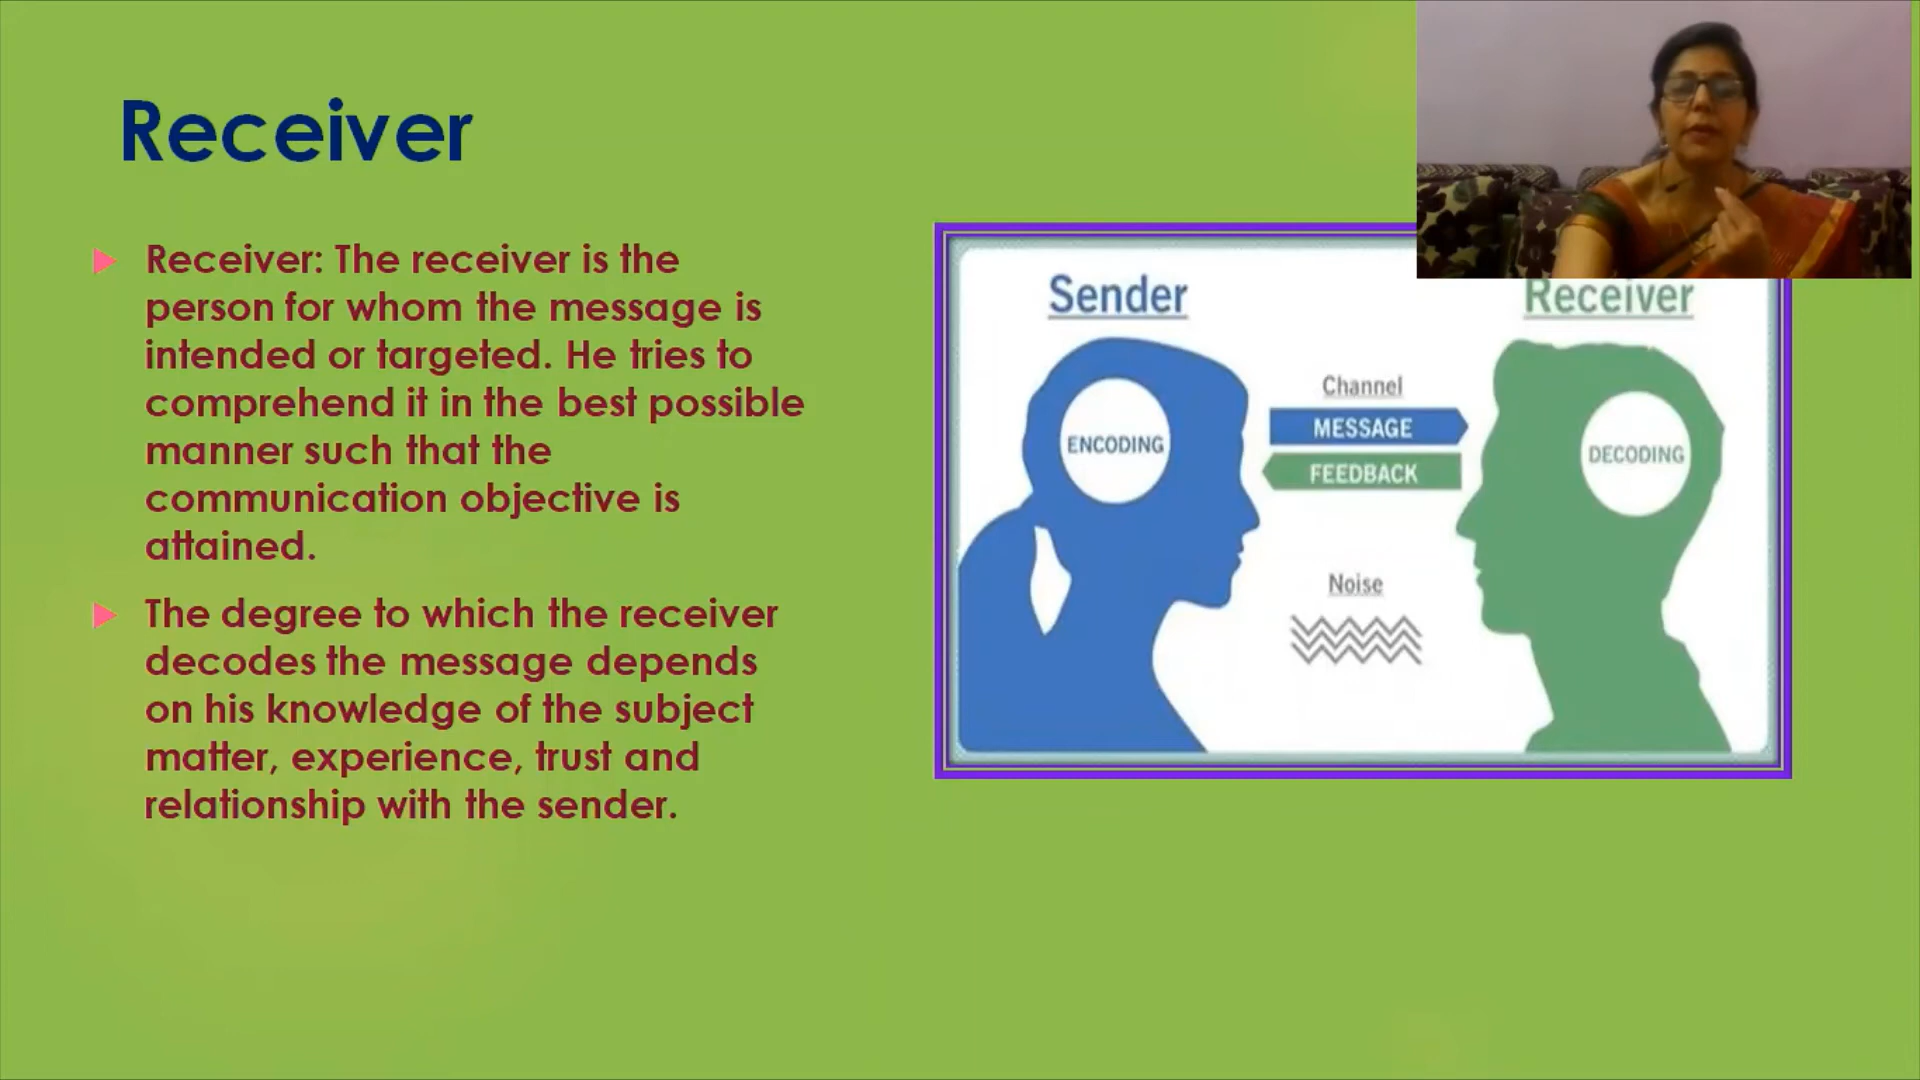 Receiver
Receiver: The receiver is the
person for whom the message is
intended or targeted. He tries to
comprehend it in the best possible
manner such that the
communication objective is
attained.
The degree to which the receiver
decodes the message depends
on his knowledge of the subject
matter, experience, trust and
relationship with the sender.
Sender
Receiver
Channel
MESSAGE
FEEDBACK
ENCODING
DECODING
Noise